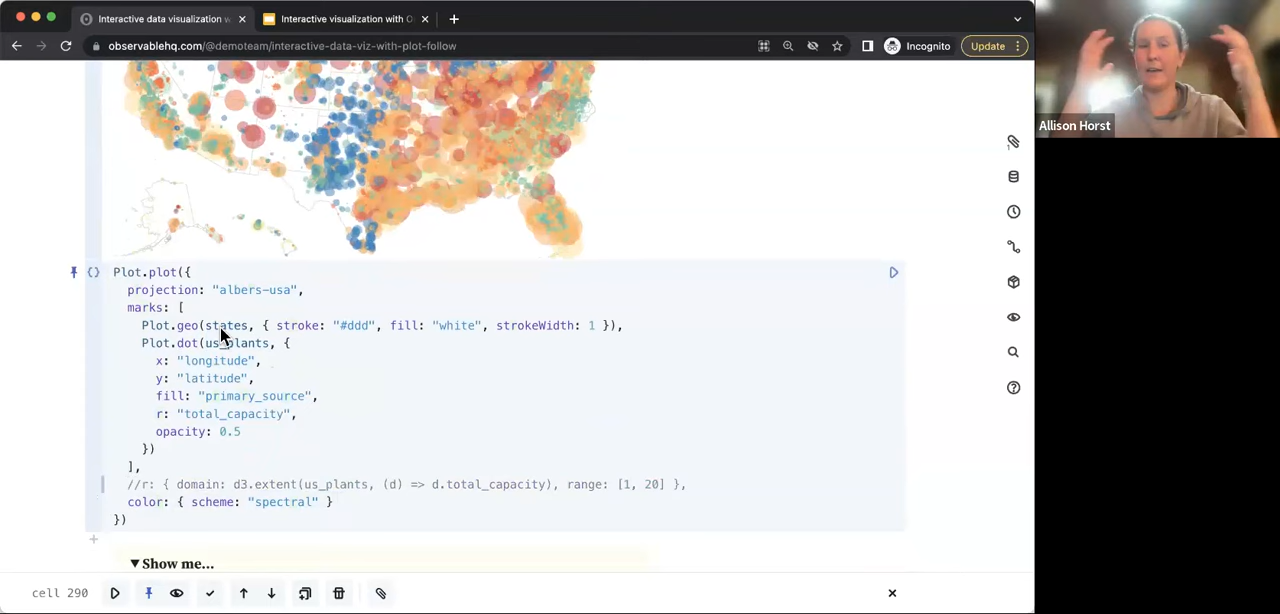 Interactive data visualization w
Interactive visualization with O
observablehq.com/@demoteam/interactive-data-viz-with-plot-follow
Incognito
Update
Allison Horst
Plot.plot({
projection: "albers-usa",
marks: [
Plot.geo(states, { stroke: "#ddd", fill: "white", strokeWidth: 1 }),
Plot.dot(us_plants, {
x: "longitude",
y: "latitude",
fill: "primary_source",
r: "total_capacity",
opacity: 0.5
})
],
//r: { domain: d3.extent(us_plants, (d) => d.total_capacity), range: [1, 20] },
color: { scheme: "spectral" }
})
Show me...
cell 290